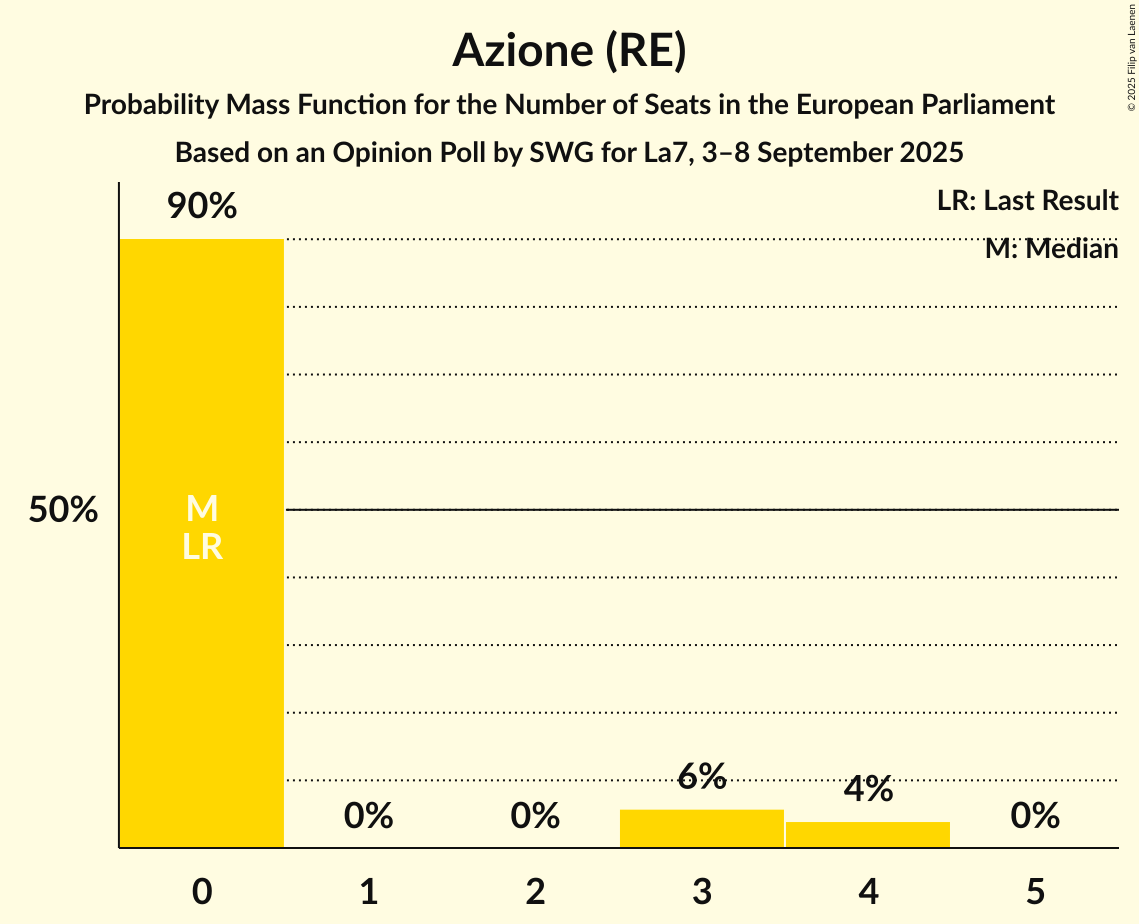 Azione (RE)
Probability Mass Function for the Number of Seats in the European Parliament
Based on an Opinion Poll by SWG for La7, 3–8 September 2025
© 2025 Filip van Laenen
LR: Last Result
M: Median
90%
50%
M
LR
0%
0%
6%
4%
0%
0
1
2
3
4
5